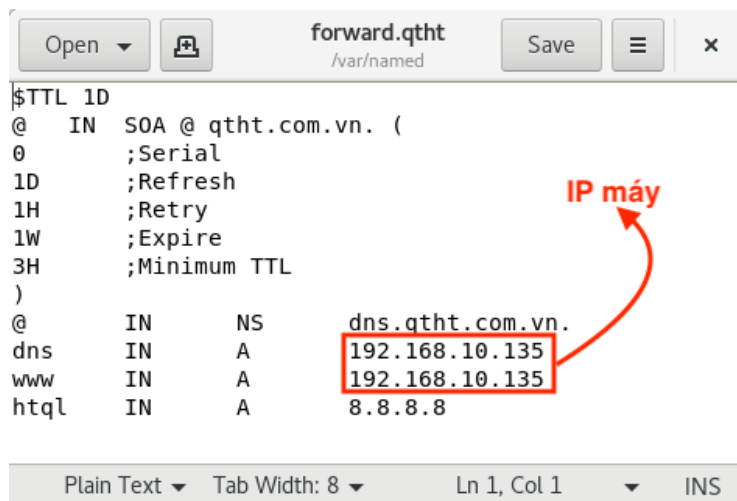 Open
forward.qtht
/var/named
Save
$TTL 1D
@ IN SOA @ qtht.com.vn. (
0 ;Serial
1D ;Refresh
1H ;Retry
1W ;Expire
3H ;Minimum TTL
)
@ IN NS dns.qtht.com.vn.
dns IN A 192.168.10.135
www IN A 192.168.10.135
htql IN A 8.8.8.8
IP máy
Plain Text Tab Width: 8 Ln 1, Col 1 INS